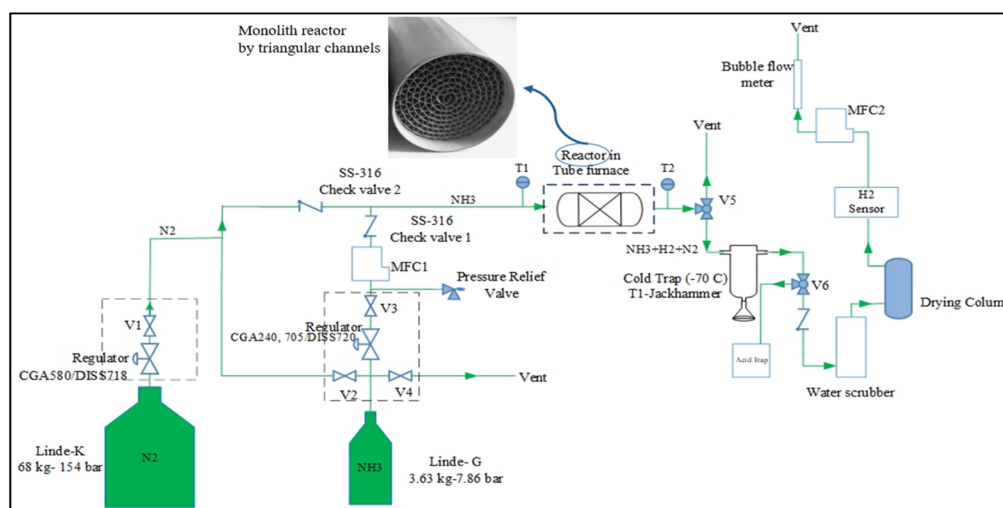 Monolith reactor
by triangular channels
Vent
Bubble flow
meter
MFC2
Vent
Reactor in
Tube furnace
T1
T2
SS-316
Check valve 2
NH3
V5
H2
Sensor
SS-316
Check valve 1
N2
NH3+H2+N2
MFC1
Pressure Relief
Valve
Cold Trap (-70 C)
T1-Jackhammer
V6
Drying Colum
V1
V3
Regulator
CGA240, 705/DISS720
Regulator
CGA580/DISS718
Acid Trap
Vent
V2
V4
Water scrubber
Linde-K
68 kg- 154 bar
N2
NH3
Linde- G
3.63 kg-7.86 bar